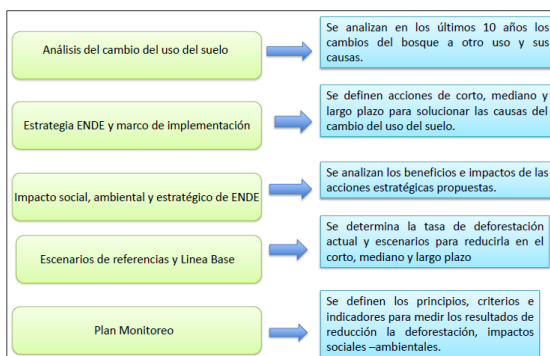 Análisis del cambio del uso del suelo
Se analizan en los últimos 10 años los
cambios del bosque a otro uso y sus
causas.
Estrategia ENDE y marco de implementación
Se definen acciones de corto, mediano y
largo plazo para solucionar las causas del
cambio del uso del suelo.
Impacto social, ambiental y estratégico de ENDE
Se analizan los beneficios e impactos de las
acciones estratégicas propuestas.
Escenarios de referencias y Linea Base
Se determina la tasa de deforestación
actual y escenarios para reducirla en el
corto, mediano y largo plazo
Plan Monitoreo
Se definen los principios, criterios e
indicadores para medir los resultados de
reducción la deforestación, impactos
sociales –ambientales.